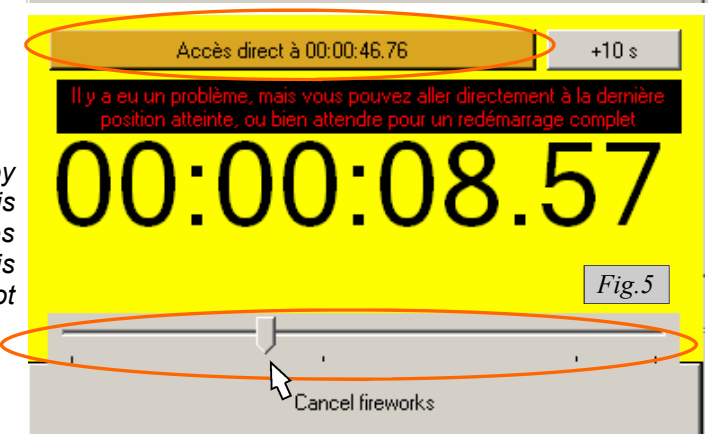 Accès direct à 00:00:46.76
+10 s
Il y a eu un problème, mais vous pouvez aller directement à la dernière
position atteinte, ou bien attendre pour un redémarrage complet
00:00:08.57
Fig.5
Cancel fireworks